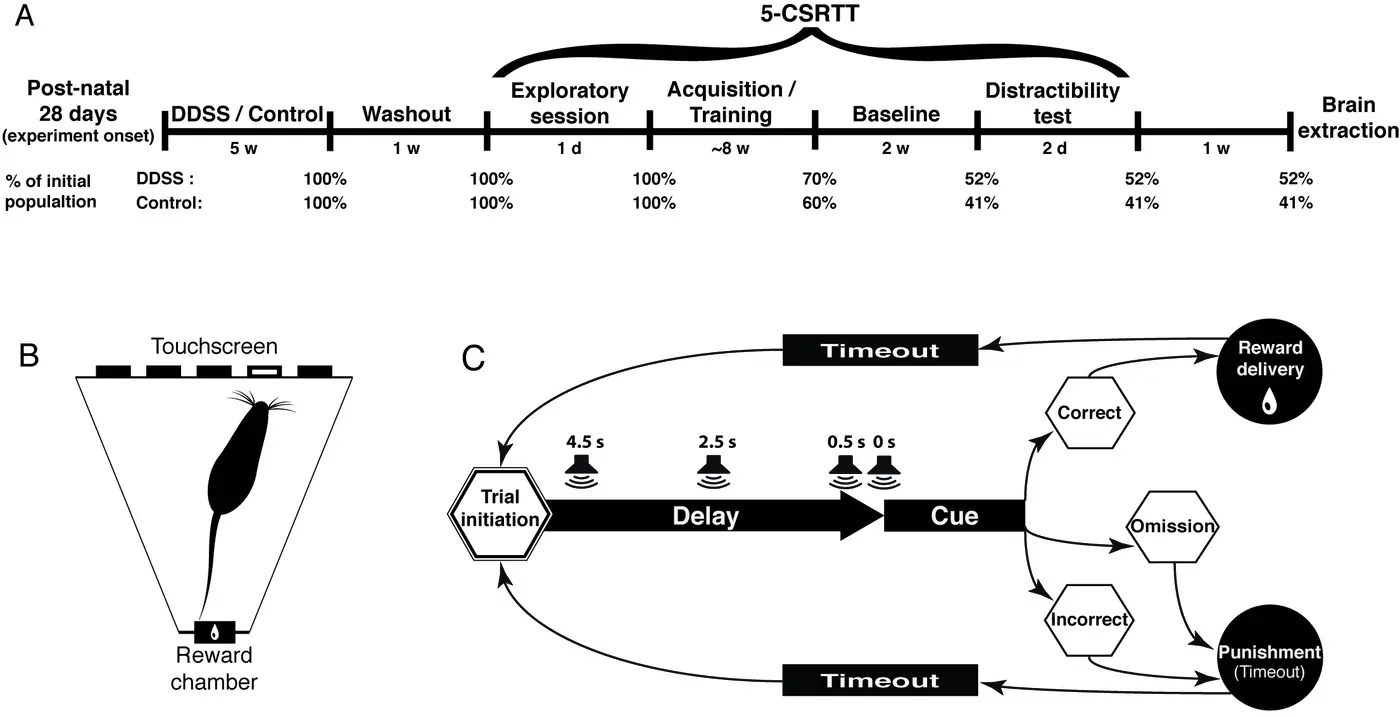 A
5-CSRTT
Post-natal
28 days
(experiment onset)
DDSS / Control
Washout
Exploratory
session
Acquisition /
Training
Baseline
Distractibility
test
Brain
extraction
5 w
1 w
1 d
~8 w
2 w
2 d
1 w
% of initial
populaltion
DDSS : 100% 100% 100% 70% 52% 52% 52%
Control: 100% 100% 100% 60% 41% 41% 41%
B
Touchscreen
Reward
chamber
C
Timeout
Reward
delivery
Correct
4.5 s
2.5 s
0.5 s
0 s
Trial
initiation
Delay
Cue
Omission
Incorrect
Punishment
(Timeout)
Timeout